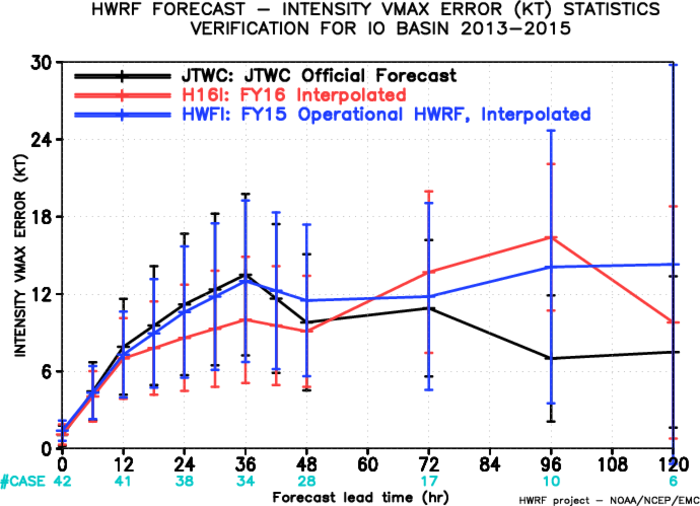 HWRF FORECAST − INTENSITY VMAX ERROR (KT) STATISTICS
VERIFICATION FOR IO BASIN 2013−2015
JTWC: JTWC Official Forecast
H16I: FY16 Interpolated
HWFI: FY15 Operational HWRF, Interpolated
INTENSITY VMAX ERROR (KT)
30
24
18
12
6
0
0 12 24 36 48 60 72 84 96 108 120
#CASE 42 41 38 34 28 17 10 6
Forecast lead time (hr)
HWRF project − NOAA/NCEP/EMC